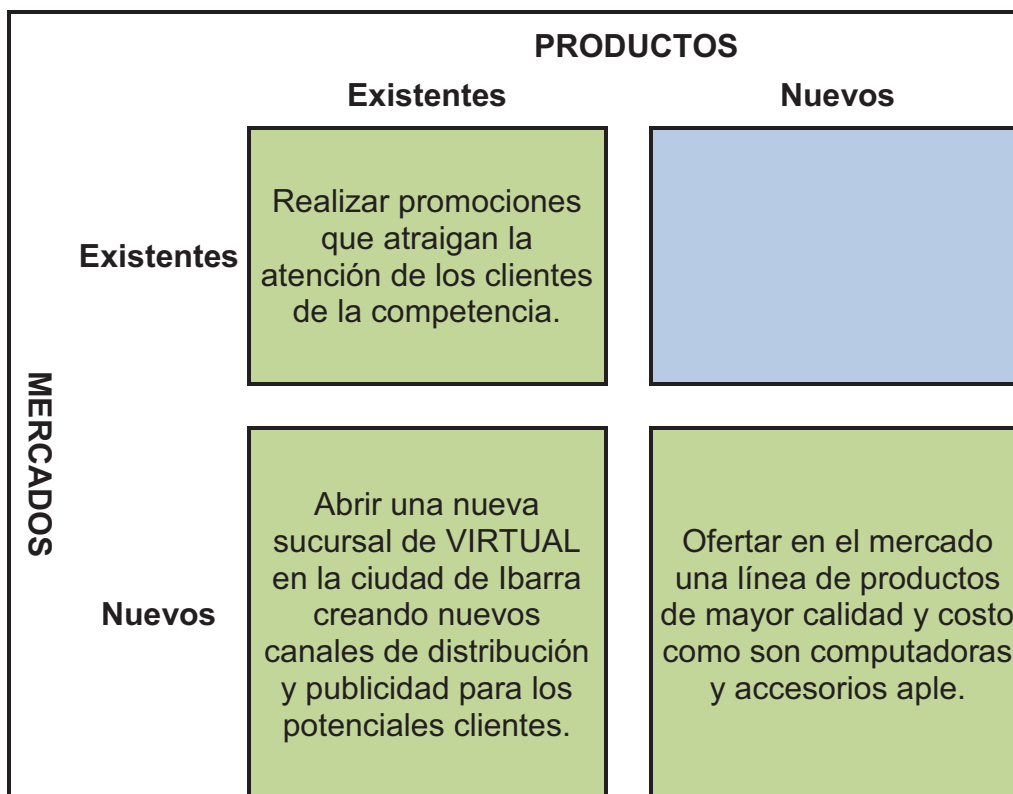 PRODUCTOS
Existentes
Nuevos
MERCADOS
Existentes
Realizar promociones
que atraigan la
atención de los clientes
de la competencia.
Nuevos
Abrir una nueva
sucursal de VIRTUAL
en la ciudad de Ibarra
creando nuevos
canales de distribución
y publicidad para los
potenciales clientes.
Ofertar en el mercado
una línea de productos
de mayor calidad y costo
como son computadoras
y accesorios aple.